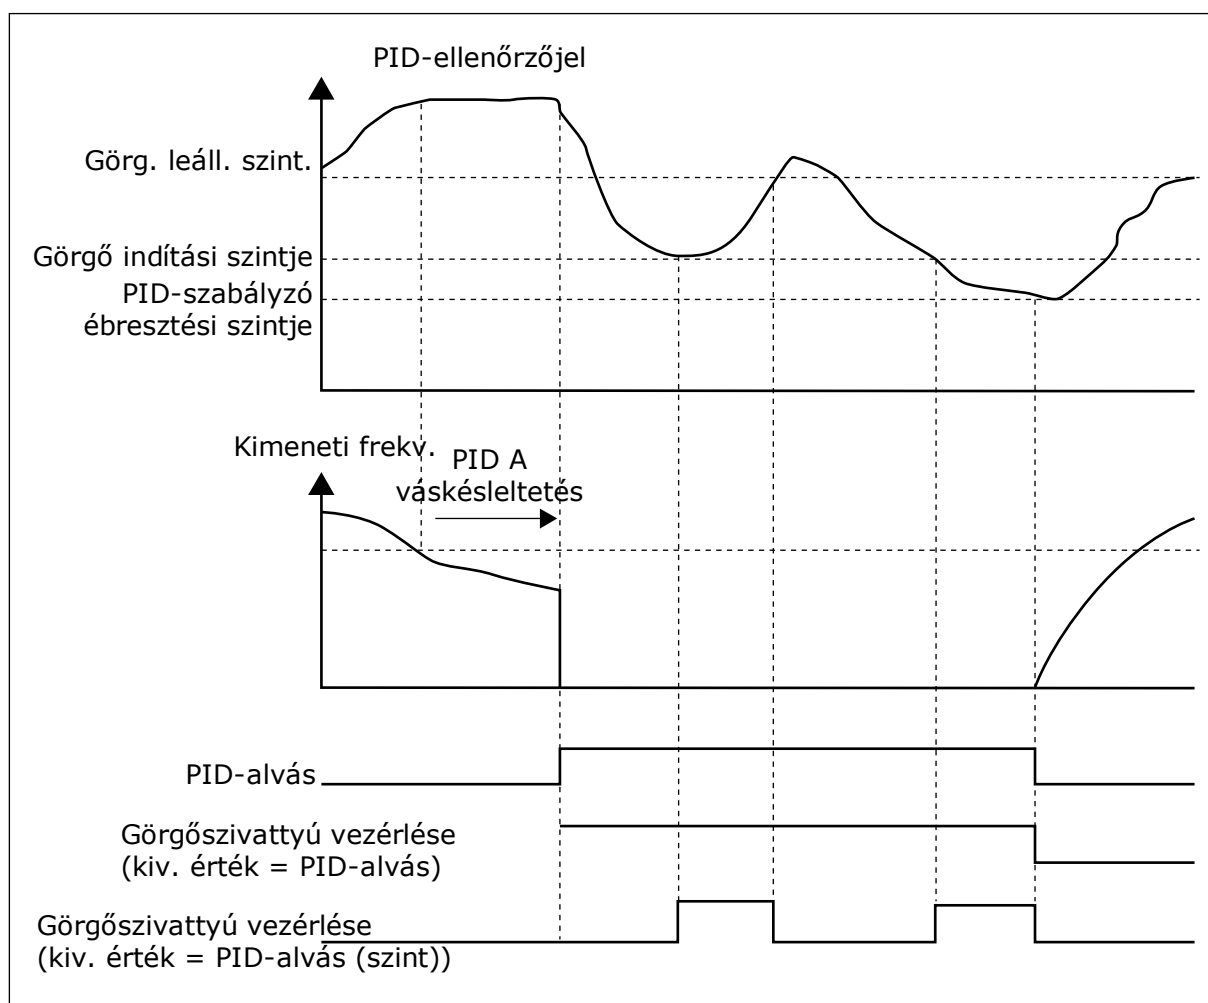 PID-ellenőrzőjel
Görg. leáll. szint.
Görgő indítási szintje
PID-szabályzó
ébresztési szintje
Kimeneti frekv.
PID A
váskésleltetés
PID-alvás
Görgőszivattyú vezérlése
(kiv. érték = PID-alvás)
Görgőszivattyú vezérlése
(kiv. érték = PID-alvás (szint))